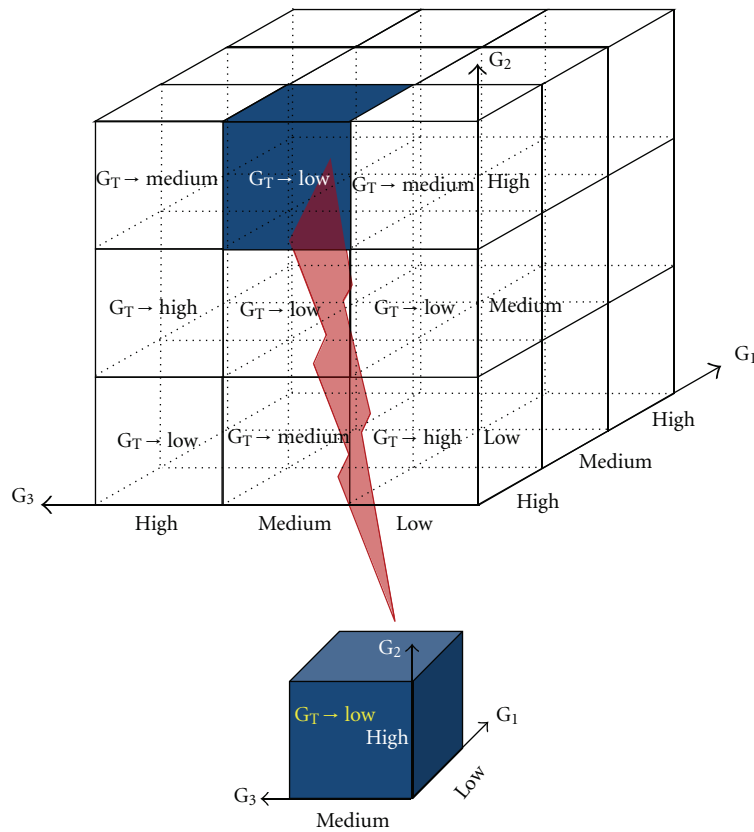 G2
GT → medium
GT → low
GT → medium
High
GT → high
GT → low
GT → low
Medium
G1
GT → low
GT → medium
GT → high
Low
High
Medium
High
G3
High
Medium
Low
G2
GT → low
High
G1
Low
G3
Medium